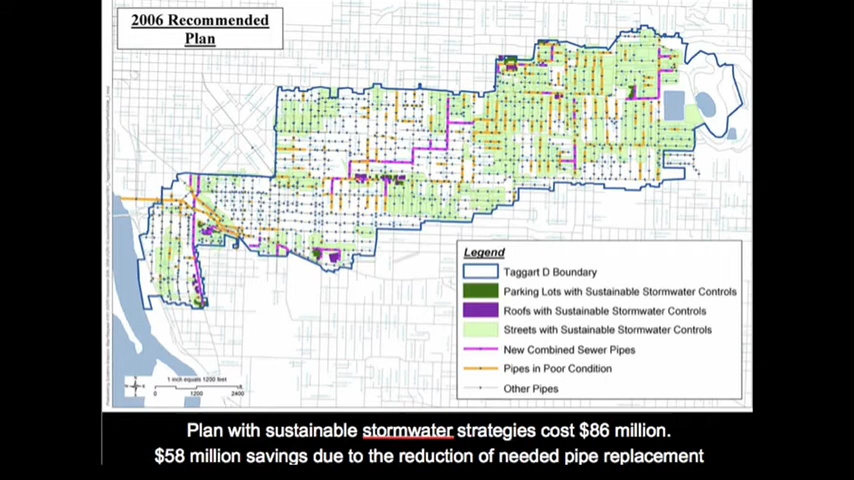 2006 Recommended
Plan
Legend
Taggart D Boundary
Parking Lots with Sustainable Stormwater Controls
Roofs with Sustainable Stormwater Controls
Streets with Sustainable Stormwater Controls
New Combined Sewer Pipes
Pipes in Poor Condition
Other Pipes
1 inch equals 1200 feet
0 1200 2400
Plan with sustainable stormwater strategies cost $86 million.
$58 million savings due to the reduction of needed pipe replacement